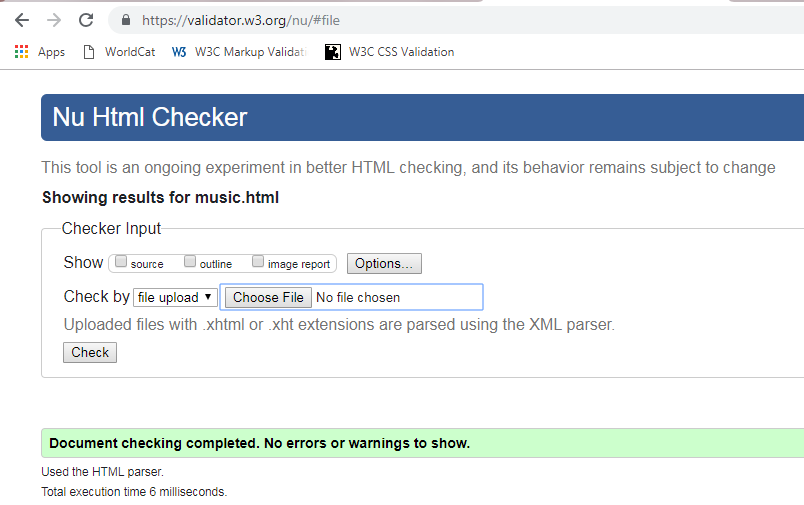 https://validator.w3.org/nu/#file
Apps WorldCat W3 W3C Markup Validati W3C CSS Validation
Nu Html Checker
This tool is an ongoing experiment in better HTML checking, and its behavior remains subject to change
Showing results for music.html
Checker Input
Show source outline image report Options...
Check by file upload Choose File No file chosen
Uploaded files with .xhtml or .xht extensions are parsed using the XML parser.
Check
Document checking completed. No errors or warnings to show.
Used the HTML parser.
Total execution time 6 milliseconds.